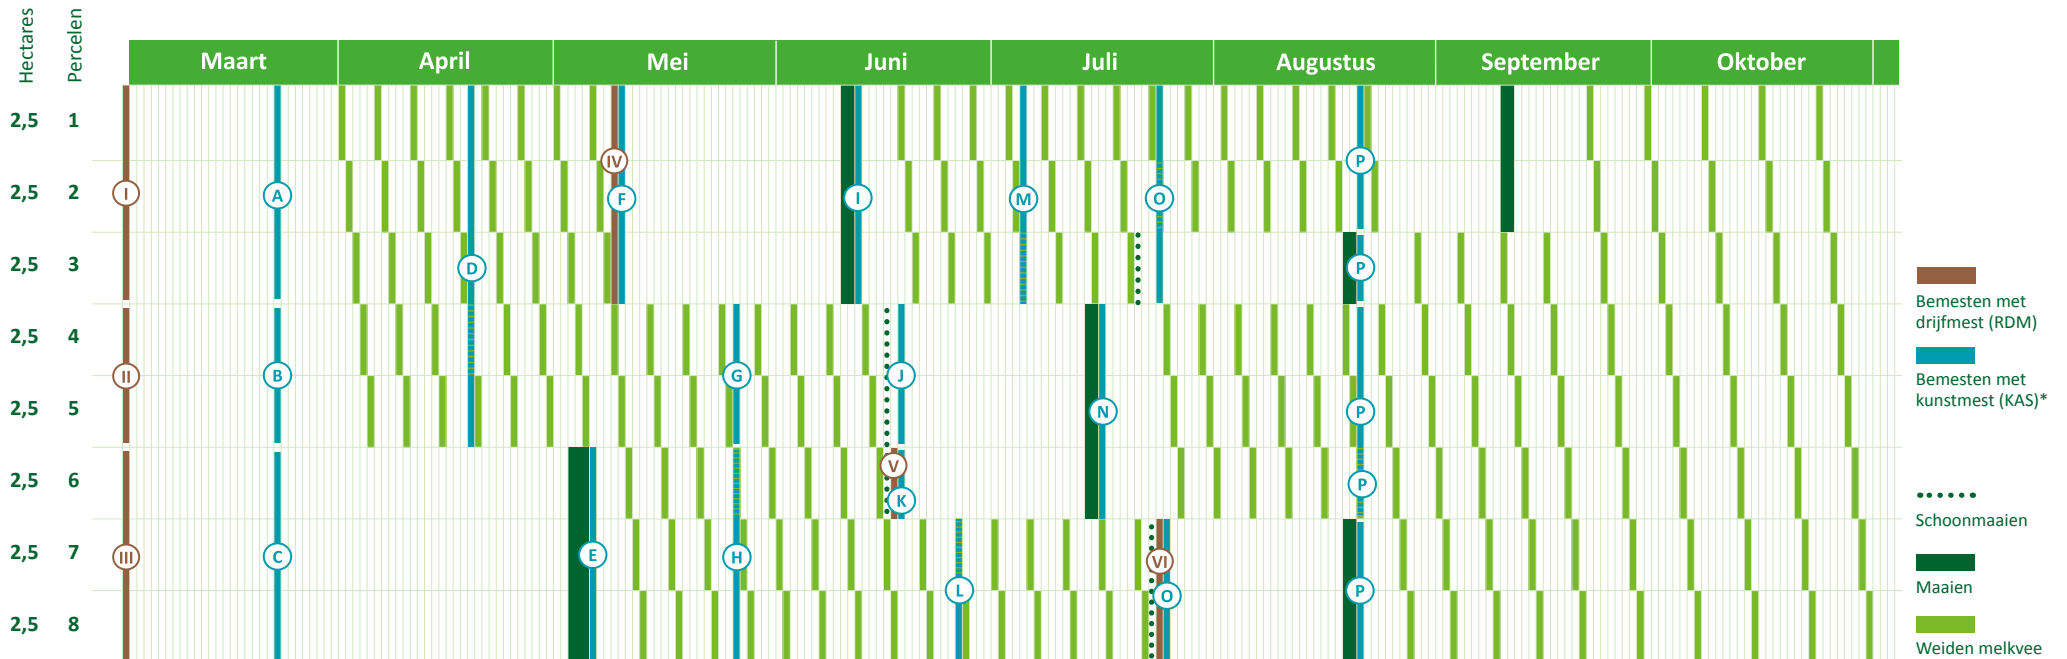 Hectares Percelen
Maart April Mei Juni Juli Augustus September Oktober
2,5 1
IV P
2,5 2
I A F I M O
2,5 3
D P
2,5 4
II B G J
2,5 5
N P
V
2,5 6
K P
2,5 7
III C E H VI
L O P
2,5 8
Bemesten met
drijfmest (RDM)
Bemesten met
kunstmest (KAS)*
Schoonmaaien
Maaien
Weiden melkvee